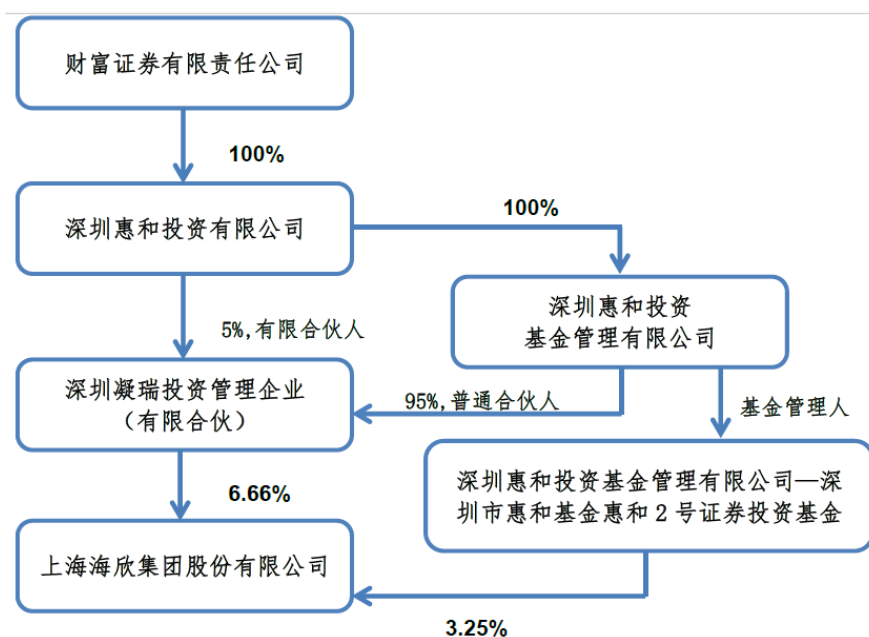 财富证券有限责任公司
100%
深圳惠和投资有限公司
100%
深圳惠和投资
基金管理有限公司
5%,有限合伙人
深圳凝瑞投资管理企业
（有限合伙）
95%,普通合伙人
基金管理人
深圳惠和投资基金管理有限公司—深
圳市惠和基金惠和 2 号证券投资基金
6.66%
上海海欣集团股份有限公司
3.25%